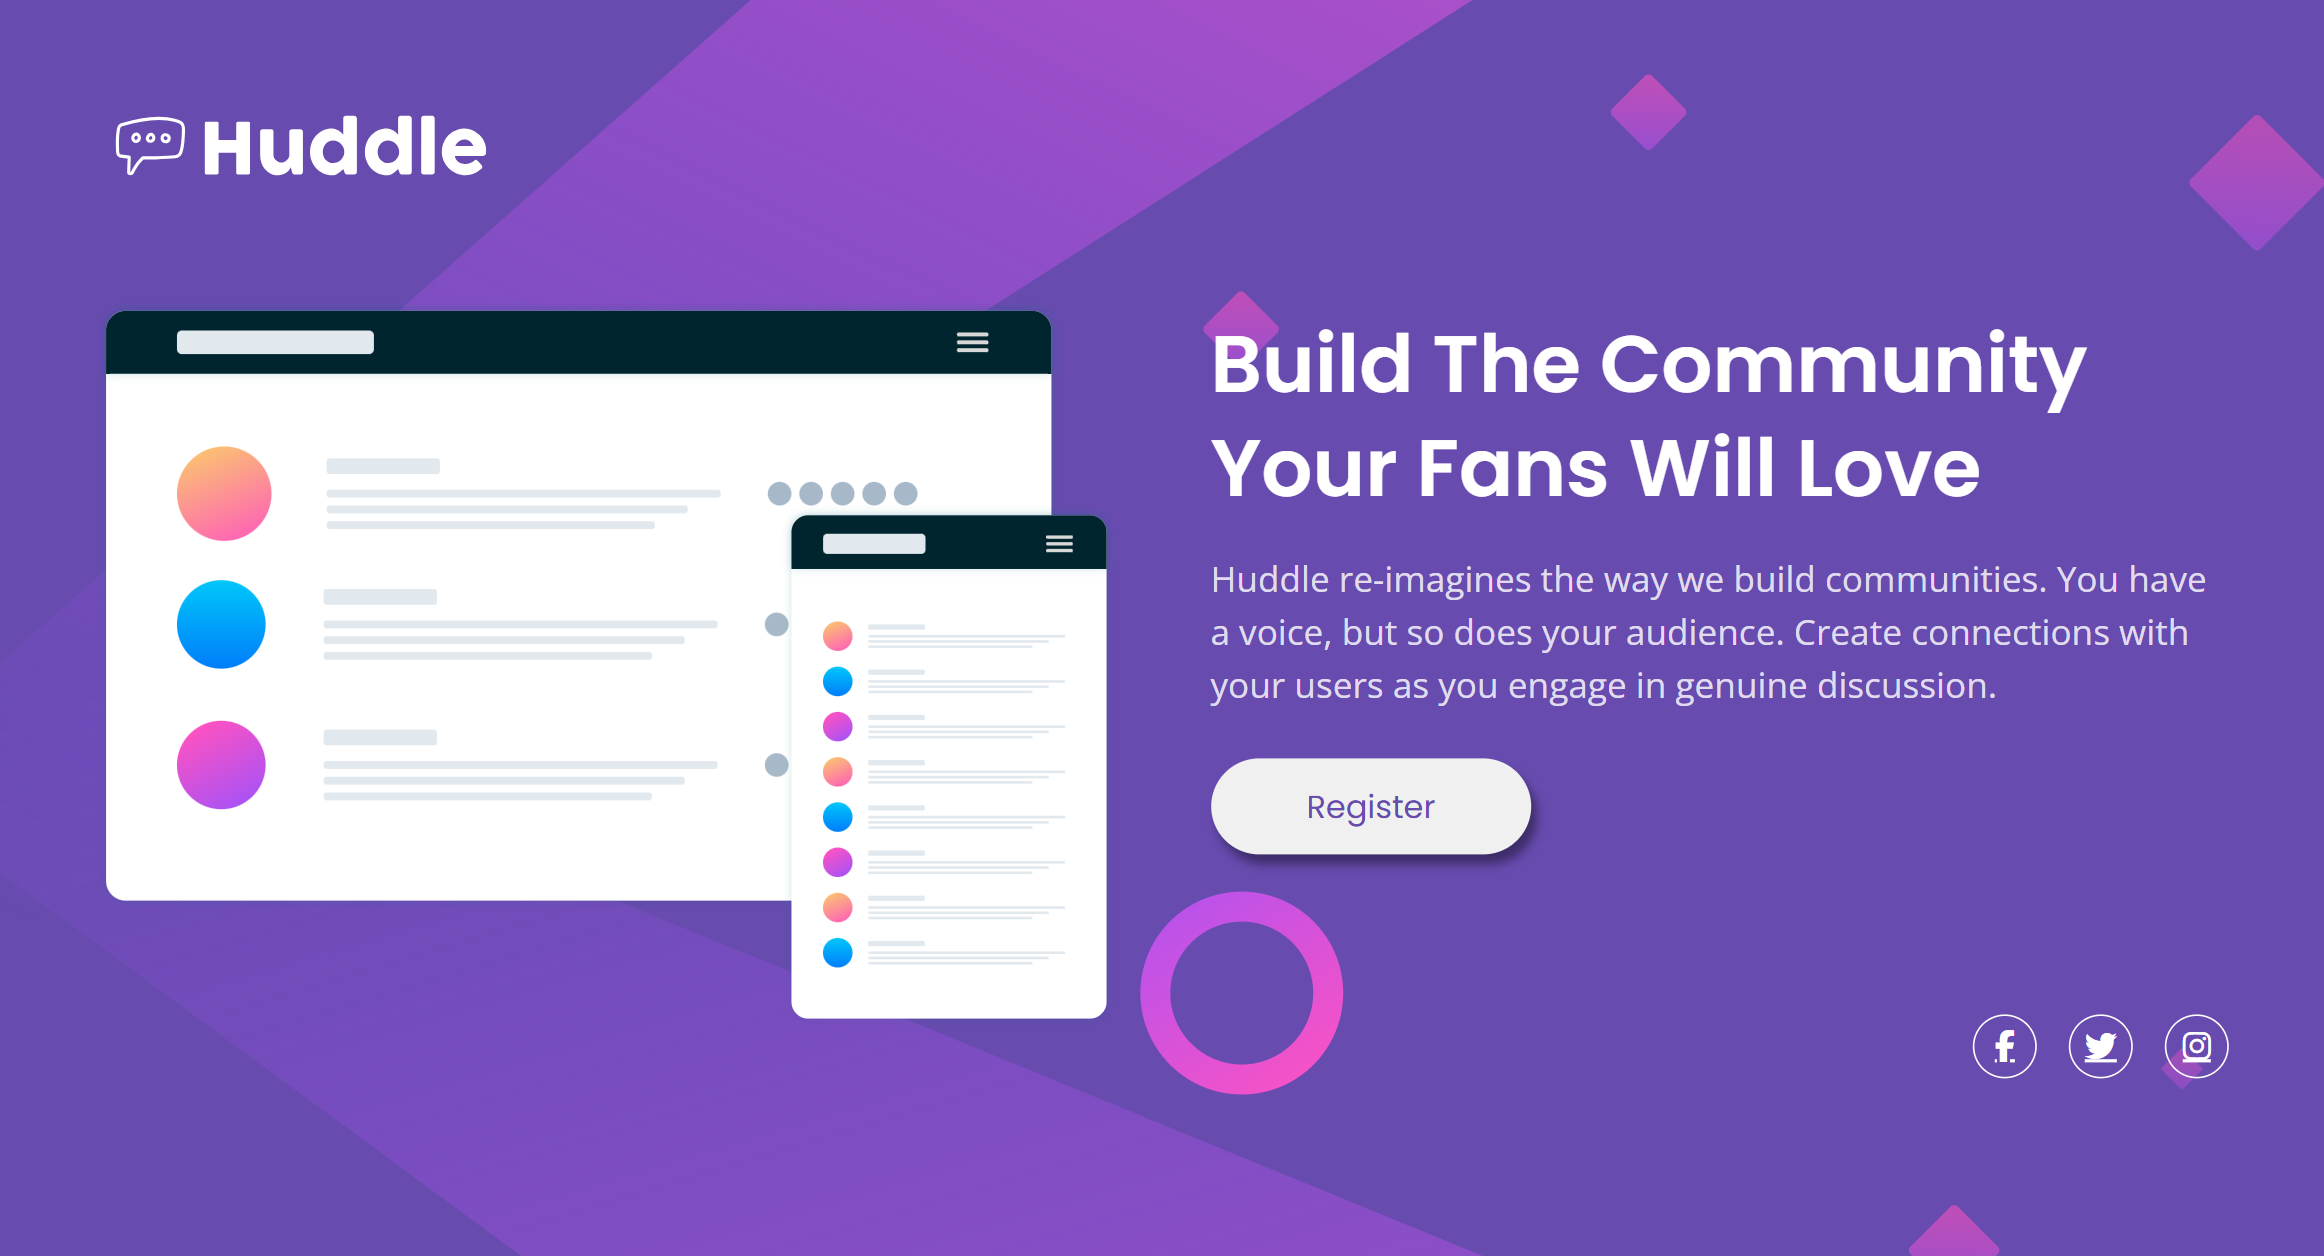 Huddle
Build The Community
Your Fans Will Love
Huddle re-imagines the way we build communities. You have
a voice, but so does your audience. Create connections with
your users as you engage in genuine discussion.
Register